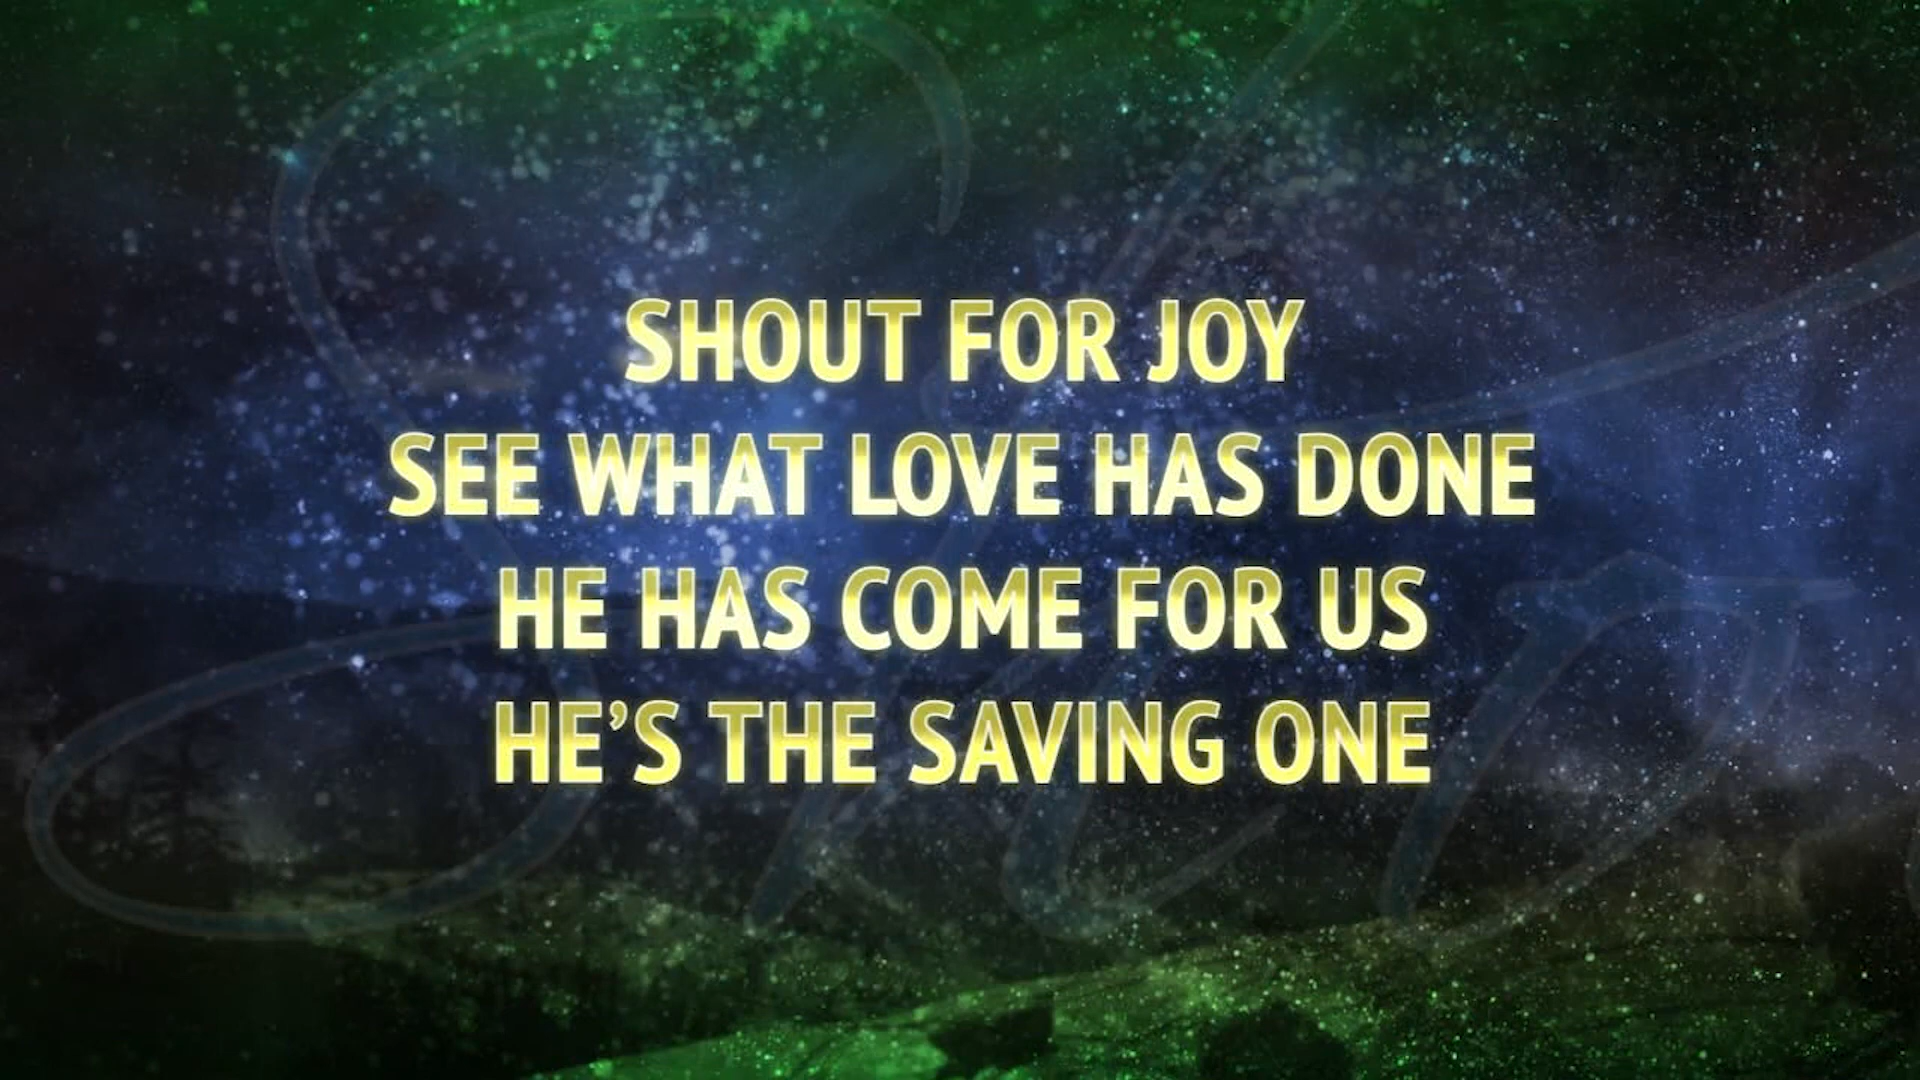 SHOUT FOR JOY
SEE WHAT LOVE HAS DONE
HE HAS COME FOR US
HE’S THE SAVING ONE